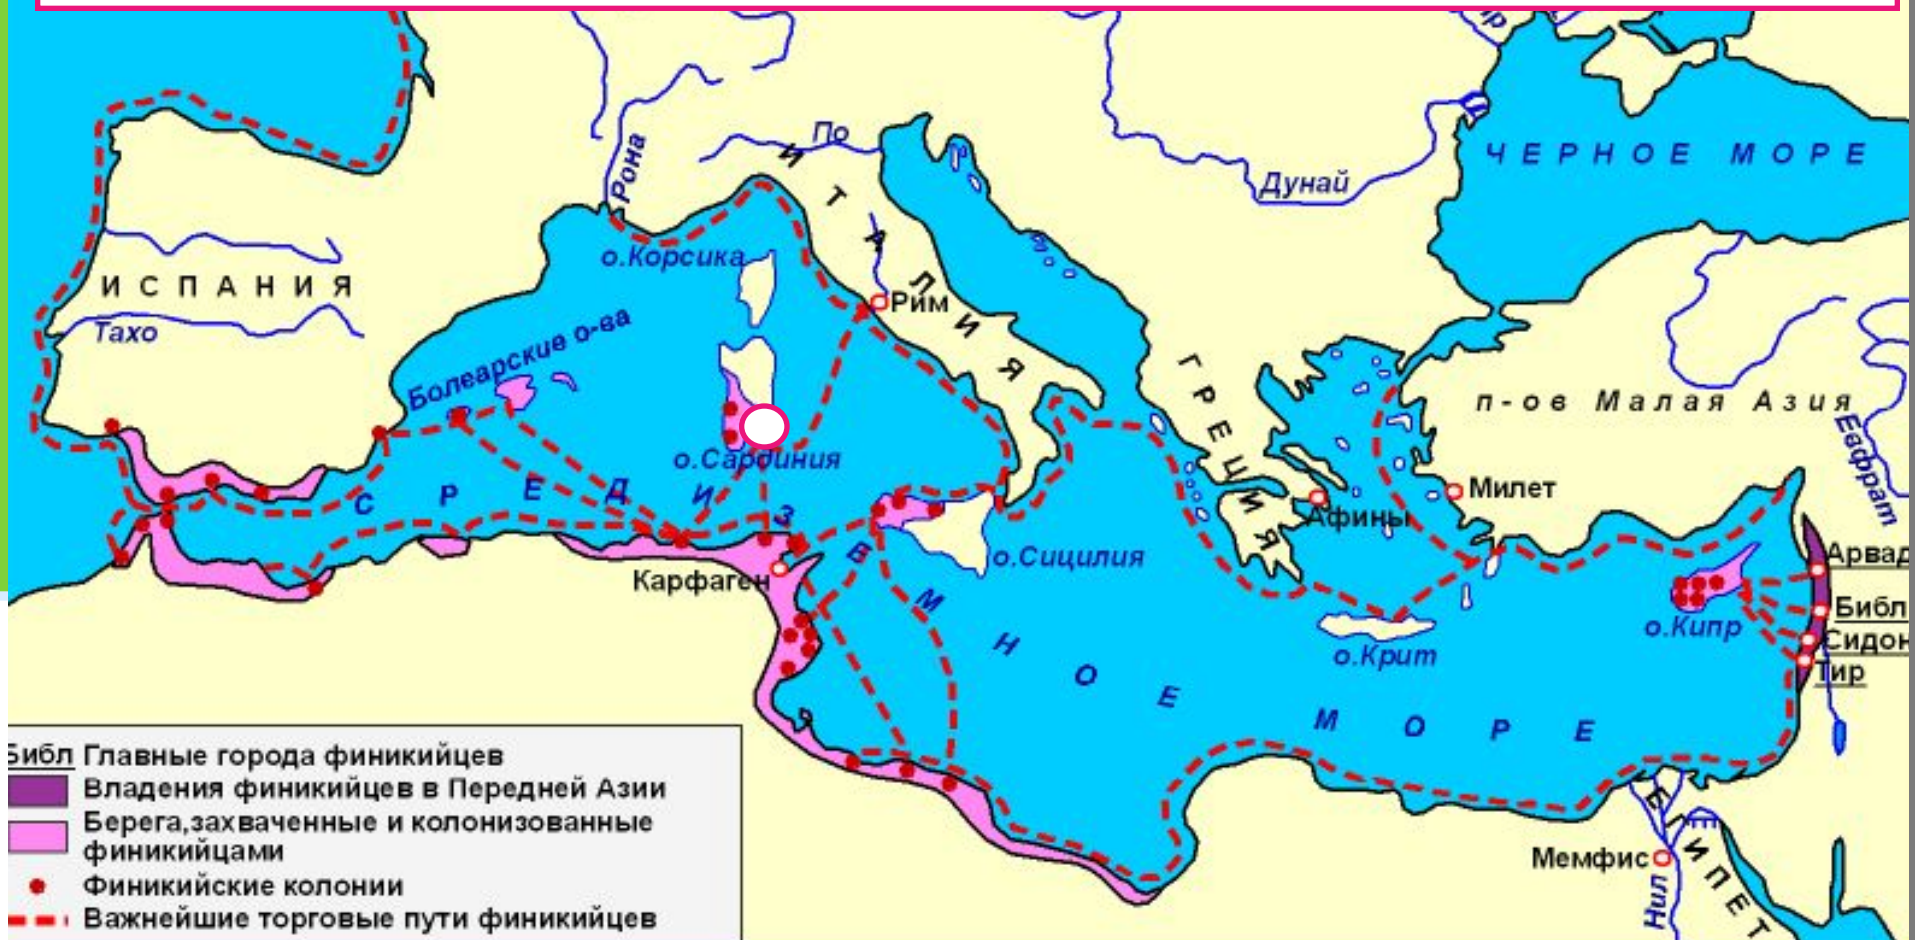 По
Рона
ИТАЛИЯ
Дунай
ЧЕРНОЕ МОРЕ
о.Корсика
ИСПАНИЯ
Тахо
Рим
Болеарские о-ва
ГРЕЦИЯ
п-ов Малая Азия
Евфрат
о.Сардиния
СРЕДИЗЕМНОЕ МОРЕ
Милет
Афины
о.Сицилия
Карфаген
Арвад
Библ
о.Кипр
Сидон
о.Крит
Тир
ЕГИПЕТ
Мемфис
Нил
Библ Главные города финикийцев
Владения финикийцев в Передней Азии
Берега,захваченные и колонизованные
финикийцами
Финикийские колонии
Важнейшие торговые пути финикийцев